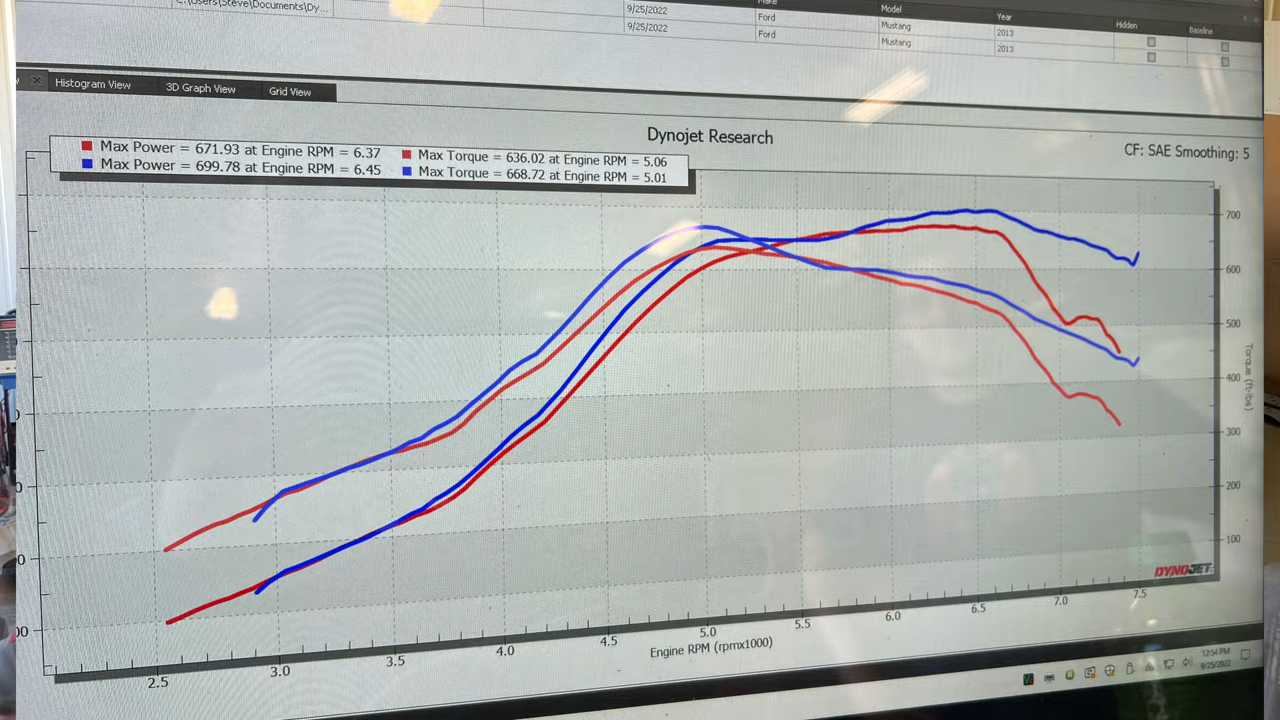 C:\Users\Steve\Documents\Dy... 9/25/2022 Ford Mustang 2013
9/25/2022 Ford Mustang 2013
Model Year Hidden Baseline
Histogram View 3D Graph View Grid View
Dynojet Research
CF: SAE Smoothing: 5
Max Power = 671.93 at Engine RPM = 6.37 Max Torque = 636.02 at Engine RPM = 5.06
Max Power = 699.78 at Engine RPM = 6.45 Max Torque = 668.72 at Engine RPM = 5.01
700
600
500
400
300
200
100
Torque (ft-lbs)
DYNOJET
2.5 3.0 3.5 4.0 4.5 5.0 5.5 6.0 6.5 7.0 7.5
Engine RPM (rpmx1000)
12:54 PM
9/25/2022